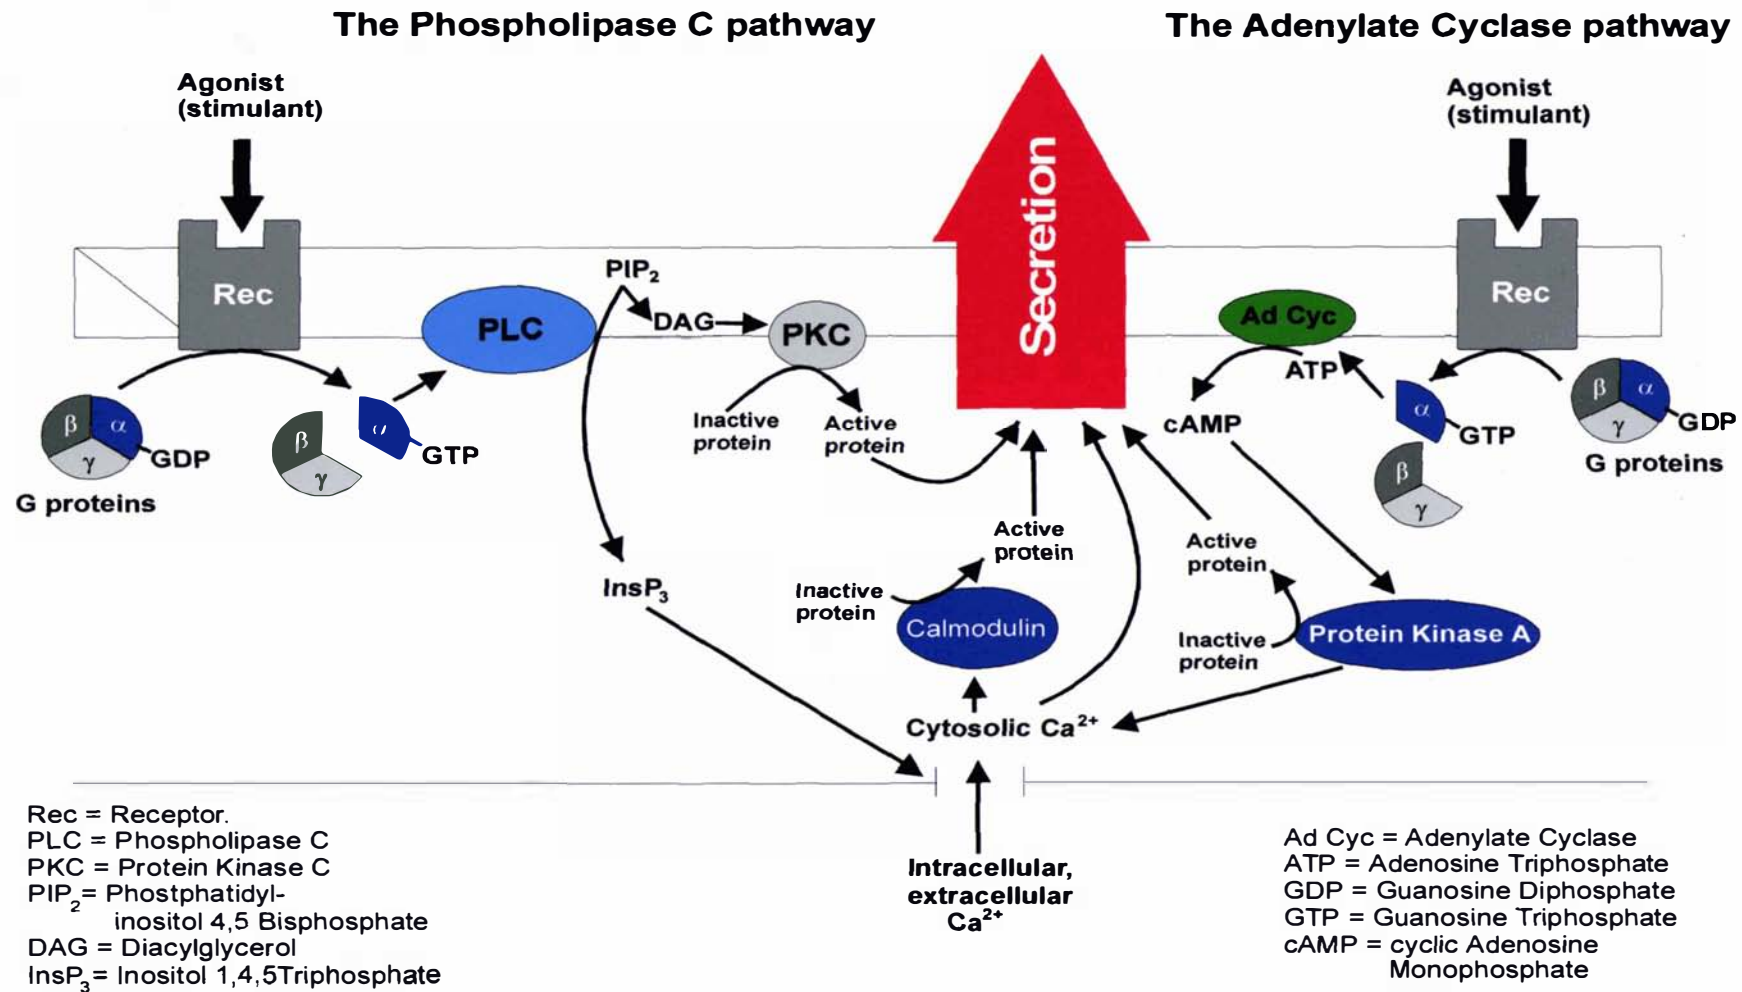 The Phospholipase C pathway
The Adenylate Cyclase pathway
Agonist
(stimulant)
Agonist
(stimulant)
Secretion
Rec
PLC
PIP₂
DAG
PKC
Ad Cyc
Rec
ATP
cAMP
β
α
GDP
γ
G proteins
β
γ
α
GTP
Inactive
protein
Active
protein
α
GTP
β
γ
β
α
GDP
γ
G proteins
InsP₃
Inactive
protein
Active
protein
Calmodulin
Active
protein
Inactive
protein
Protein Kinase A
Cytosolic Ca²⁺
Intracellular,
extracellular
Ca²⁺
Rec = Receptor.
PLC = Phospholipase C
PKC = Protein Kinase C
PIP₂= Phostphatidyl-
inositol 4,5 Bisphosphate
DAG = Diacylglycerol
InsP₃= Inositol 1,4,5Triphosphate
Ad Cyc = Adenylate Cyclase
ATP = Adenosine Triphosphate
GDP = Guanosine Diphosphate
GTP = Guanosine Triphosphate
cAMP = cyclic Adenosine
Monophosphate